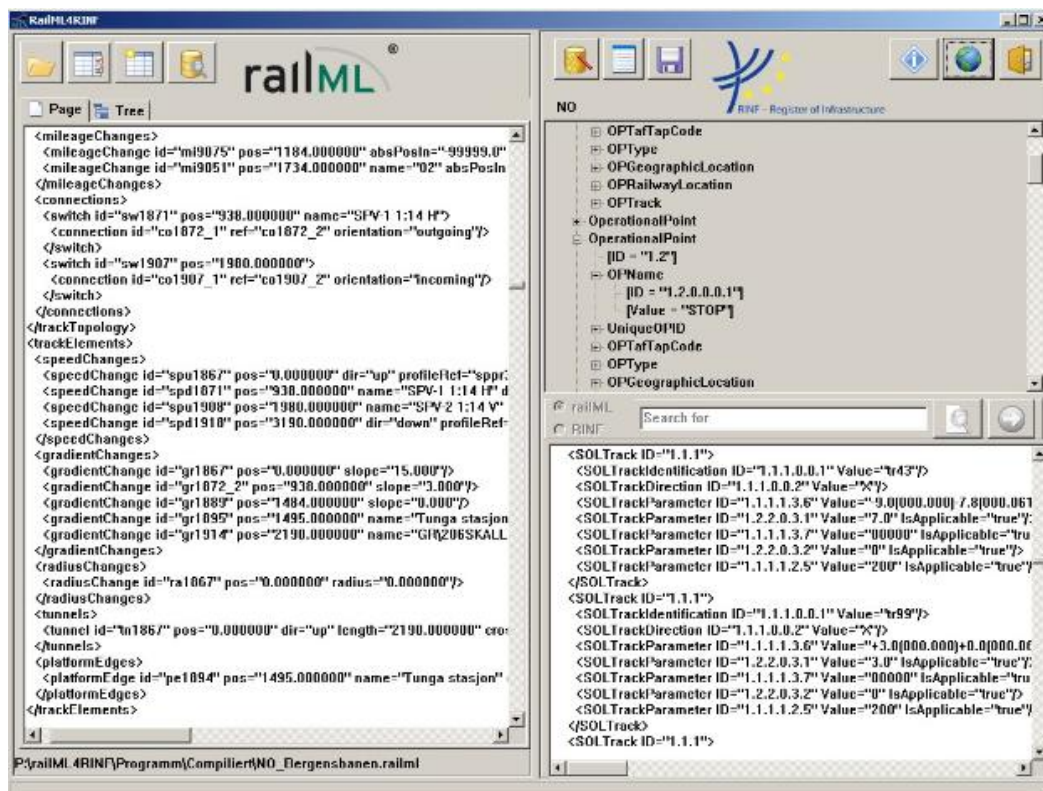 RailML4RINF
railML ®
Page Tree
<mileageChanges>
<mileageChange id="mi9075" pos="1184.000000" absPosIn="-99999.0"
<mileageChange id="mi9051" pos="1734.000000" name="02" absPosIn
</mileageChanges>
<connections>
<switch id="sw1871" pos="938.000000" name="SPV-1 1:14 H">
<connection id="co1872_1" ref="co1872_2" orientation="outgoing"/>
</switch>
<switch id="sw1907" pos="1980.000000">
<connection id="co1907_1" ref="co1907_2" orientation="incoming"/>
</switch>
</connections>
</trackTopology>
<trackElements>
<speedChanges>
<speedChange id="spu1867" pos="0.000000" dir="up" profileRef="sppr
<speedChange id="spd1871" pos="938.000000" name="SPV-1 1:14 H" d
<speedChange id="spu1908" pos="1980.000000" name="SPV-2 1:14 V"
<speedChange id="spd1918" pos="3190.000000" dir="down" profileRef=
</speedChanges>
<gradientChanges>
<gradientChange id="gr1867" pos="0.000000" slope="15.000"/>
<gradientChange id="gr1872_2" pos="938.000000" slope="3.000"/>
<gradientChange id="gr1889" pos="1484.000000" slope="0.000"/>
<gradientChange id="gr1895" pos="1495.000000" name="Tunga stasjon
<gradientChange id="gr1914" pos="2190.000000" name="GR\206SKALL
</gradientChanges>
<radiusChanges>
<radiusChange id="ra1867" pos="0.000000" radius="0.000000"/>
</radiusChanges>
<tunnels>
<tunnel id="tn1867" pos="0.000000" dir="up" length="2190.000000" cro
</tunnels>
<platformEdges>
<platformEdge id="pe1894" pos="1495.000000" name="Tunga stasjon"
</platformEdges>
</trackElements>
P:\railML4RINF\Programm\Compiliert\NO_Bergensbanen.railml
NO
RINF - Register of Infrastructure
OPTafTapCode
OPType
OPGeographicLocation
OPRailwayLocation
OPTrack
OperationalPoint
OperationalPoint
[ID = "1.2"]
OPName
[ID = "1.2.0.0.0.1"]
[Value = "STOP"]
UniqueOPID
OPTafTapCode
OPType
OPGeographicLocation
railML
RINF
Search for
<SOLTrack ID="1.1.1">
<SOLTrackIdentification ID="1.1.1.0.0.1" Value="tr43"/>
<SOLTrackDirection ID="1.1.1.0.0.2" Value="X"/>
<SOLTrackParameter ID="1.1.1.1.3.6" Value="-9.0(000.000)-7.8(000.061
<SOLTrackParameter ID="1.2.2.0.3.1" Value="7.0" IsApplicable="true"/>
<SOLTrackParameter ID="1.1.1.1.3.7" Value="00000" IsApplicable="tru
<SOLTrackParameter ID="1.2.2.0.3.2" Value="0" IsApplicable="true"/>
<SOLTrackParameter ID="1.1.1.1.2.5" Value="200" IsApplicable="true"/
</SOLTrack>
<SOLTrack ID="1.1.1">
<SOLTrackIdentification ID="1.1.1.0.0.1" Value="tr99"/>
<SOLTrackDirection ID="1.1.1.0.0.2" Value="X"/>
<SOLTrackParameter ID="1.1.1.1.3.6" Value="+3.0(000.000)+0.0(000.06
<SOLTrackParameter ID="1.2.2.0.3.1" Value="3.0" IsApplicable="true"/>
<SOLTrackParameter ID="1.1.1.1.3.7" Value="00000" IsApplicable="tru
<SOLTrackParameter ID="1.2.2.0.3.2" Value="0" IsApplicable="true"/>
<SOLTrackParameter ID="1.1.1.1.2.5" Value="200" IsApplicable="true"/
</SOLTrack>
<SOLTrack ID="1.1.1">